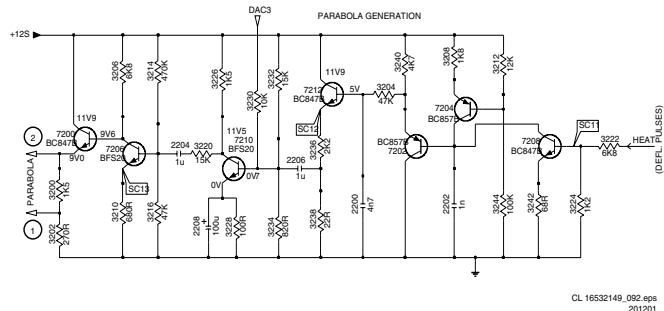 DAC3
PARABOLA GENERATION
+12S
3206
6K8
3214
470K
3226
1K5
3230
10K
3232
15K
11V9
7212
BC847B
5V
3204
47K
3240
4K7
3208
1K8
3212
12K
7204
BC857B
11V9
7200
BC847B
9V6
9V0
7206
BFS20
2204
1u
3220
15K
11V5
7210
BFS20
0V
0V7
2206
1u
SC12
3236
2K2
BC857B
7202
7208
BC847B
SC11
3222
6K8
HEAT
(DEFL. PULSES)
2
PARABOLA
1
3200
1K5
3202
270R
SC13
3210
680R
3216
47K
0V
2208
100u
3228
100R
3234
820R
3238
22R
2200
4n7
2202
1n
3244
100K
3242
68R
3224
1K2
CL 16532149_092.eps
201201